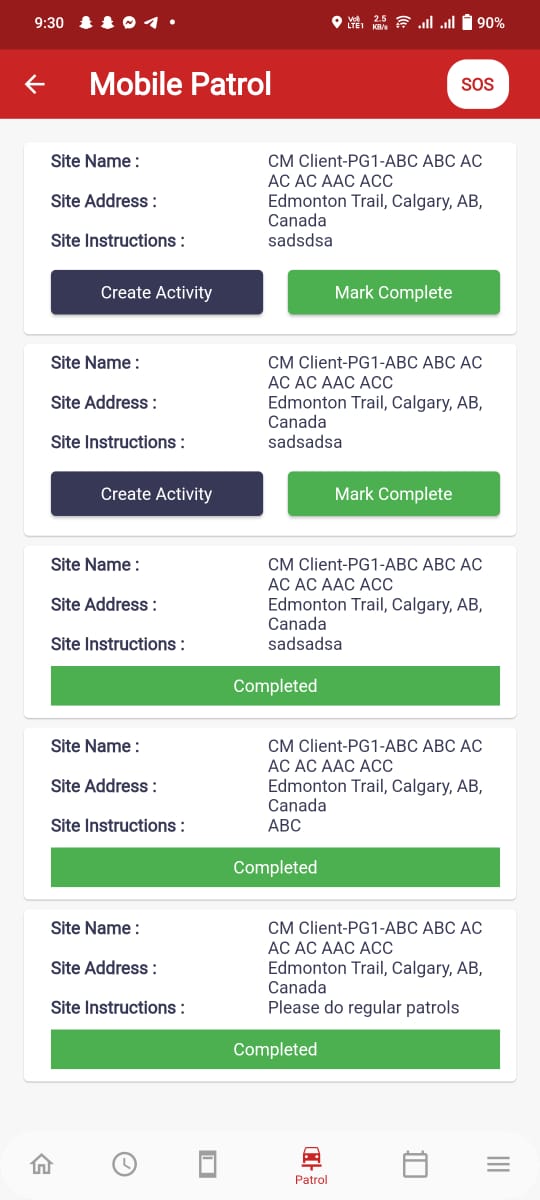 9:30
Vo) LTE1 2.5 KB/s 90%
Mobile Patrol SOS
Site Name : CM Client-PG1-ABC ABC AC
AC AC AAC ACC
Site Address : Edmonton Trail, Calgary, AB,
Canada
Site Instructions : sadsdsa
Create Activity Mark Complete
Site Name : CM Client-PG1-ABC ABC AC
AC AC AAC ACC
Site Address : Edmonton Trail, Calgary, AB,
Canada
Site Instructions : sadsadsa
Create Activity Mark Complete
Site Name : CM Client-PG1-ABC ABC AC
AC AC AAC ACC
Site Address : Edmonton Trail, Calgary, AB,
Canada
Site Instructions : sadsadsa
Completed
Site Name : CM Client-PG1-ABC ABC AC
AC AC AAC ACC
Site Address : Edmonton Trail, Calgary, AB,
Canada
Site Instructions : ABC
Completed
Site Name : CM Client-PG1-ABC ABC AC
AC AC AAC ACC
Site Address : Edmonton Trail, Calgary, AB,
Canada
Site Instructions : Please do regular patrols
Completed
Patrol